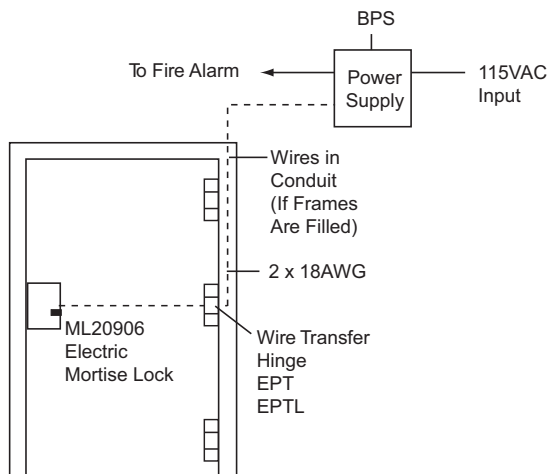 BPS
To Fire Alarm
Power
Supply
115VAC
Input
Wires in
Conduit
(If Frames
Are Filled)
2 x 18AWG
ML20906
Electric
Mortise Lock
Wire Transfer
Hinge
EPT
EPTL